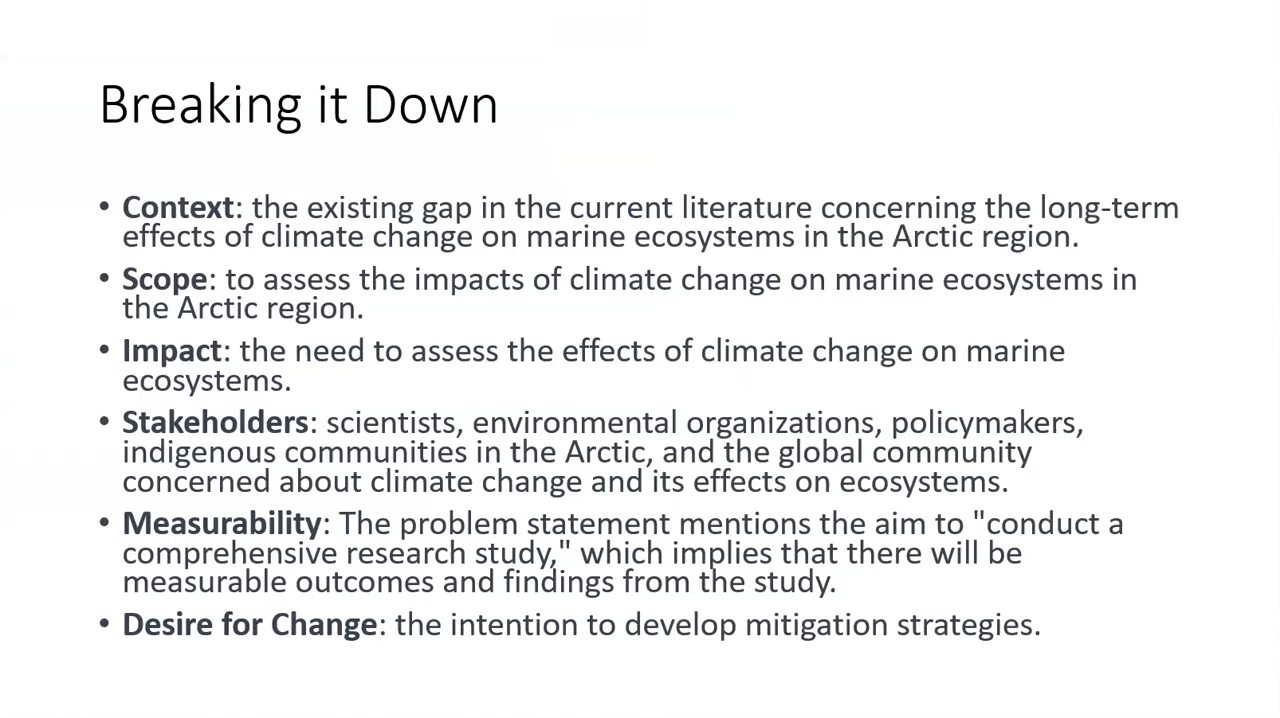 Breaking it Down
• Context: the existing gap in the current literature concerning the long-term
effects of climate change on marine ecosystems in the Arctic region.
• Scope: to assess the impacts of climate change on marine ecosystems in
the Arctic region.
• Impact: the need to assess the effects of climate change on marine
ecosystems.
• Stakeholders: scientists, environmental organizations, policymakers,
indigenous communities in the Arctic, and the global community
concerned about climate change and its effects on ecosystems.
• Measurability: The problem statement mentions the aim to "conduct a
comprehensive research study," which implies that there will be
measurable outcomes and findings from the study.
• Desire for Change: the intention to develop mitigation strategies.